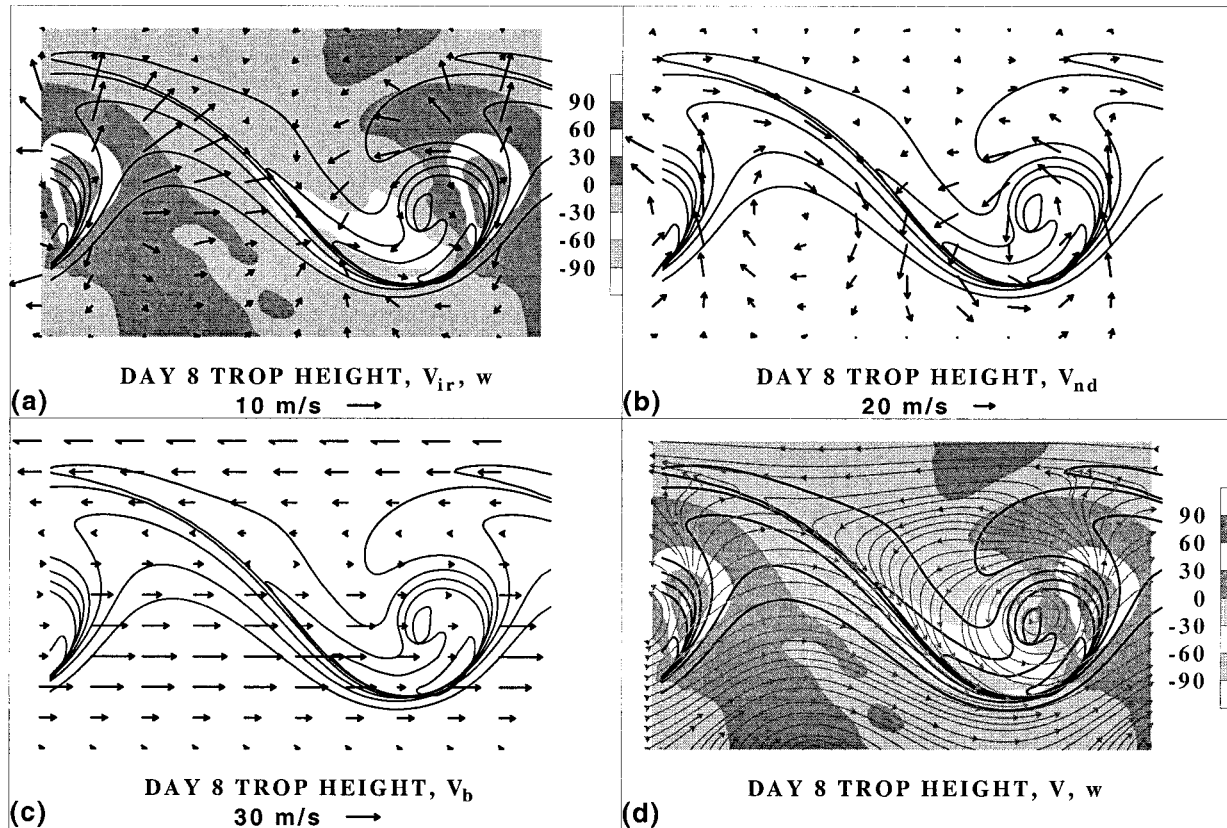 90
60
30
0
-30
-60
-90
DAY 8 TROP HEIGHT, Vir, w
(a)
10 m/s
DAY 8 TROP HEIGHT, Vnd
(b)
20 m/s
90
60
30
0
-30
-60
-90
DAY 8 TROP HEIGHT, Vb
(c)
30 m/s
DAY 8 TROP HEIGHT, V, w
(d)